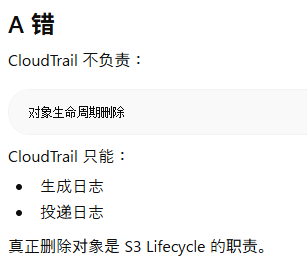 A 错
CloudTrail 不负责：
对象生命周期删除
CloudTrail 只能：
• 生成日志
• 投递日志
真正删除对象是 S3 Lifecycle 的职责。